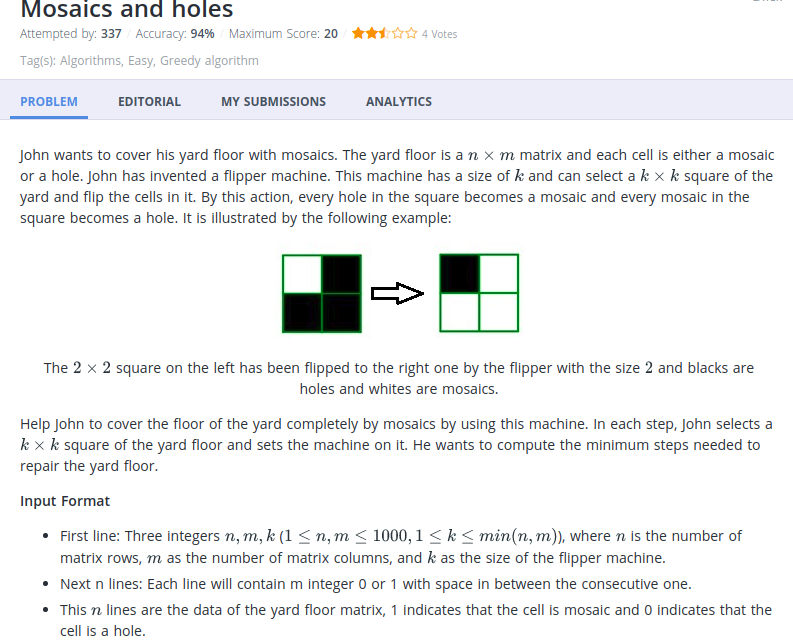 Mosaics and holes
Attempted by: 337 / Accuracy: 94% / Maximum Score: 20 / 4 Votes
Tag(s): Algorithms, Easy, Greedy algorithm
PROBLEM EDITORIAL MY SUBMISSIONS ANALYTICS
John wants to cover his yard floor with mosaics. The yard floor is a n × m matrix and each cell is either a mosaic
or a hole. John has invented a flipper machine. This machine has a size of k and can select a k × k square of the
yard and flip the cells in it. By this action, every hole in the square becomes a mosaic and every mosaic in the
square becomes a hole. It is illustrated by the following example:
The 2 × 2 square on the left has been flipped to the right one by the flipper with the size 2 and blacks are
holes and whites are mosaics.
Help John to cover the floor of the yard completely by mosaics by using this machine. In each step, John selects a
k × k square of the yard floor and sets the machine on it. He wants to compute the minimum steps needed to
repair the yard floor.
Input Format
• First line: Three integers n, m, k (1 ≤ n, m ≤ 1000, 1 ≤ k ≤ min(n, m)), where n is the number of
matrix rows, m as the number of matrix columns, and k as the size of the flipper machine.
• Next n lines: Each line will contain m integer 0 or 1 with space in between the consecutive one.
• This n lines are the data of the yard floor matrix, 1 indicates that the cell is mosaic and 0 indicates that the
cell is a hole.